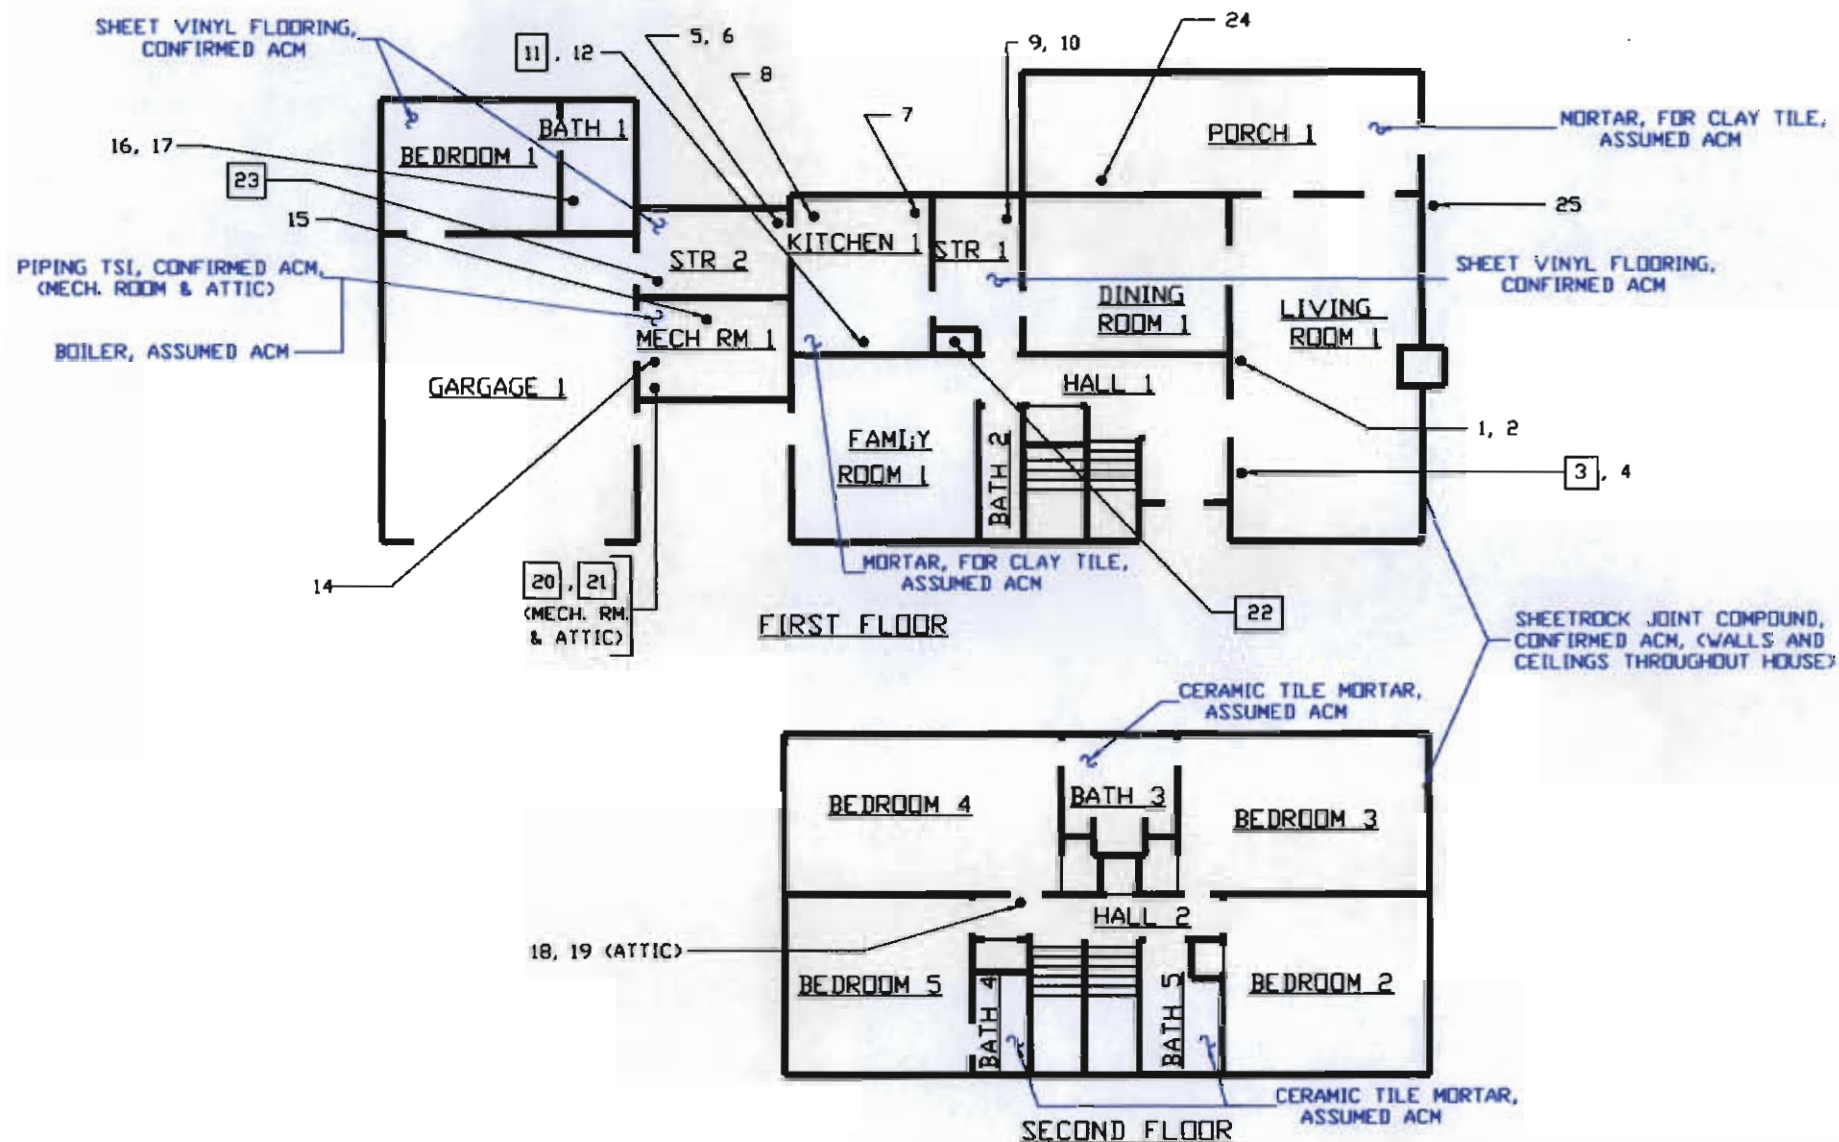 SHEET VINYL FLOORING,
CONFIRMED ACM
11, 12
5, 6
8
7
9, 10
24
MORTAR, FOR CLAY TILE,
ASSUMED ACM
16, 17
23
15
BATH 1
BEDROOM 1
PORCH 1
25
KITCHEN 1
STR 1
STR 2
PIPING TSI, CONFIRMED ACM,
(MECH. ROOM & ATTIC)
BOILER, ASSUMED ACM
SHEET VINYL FLOORING,
CONFIRMED ACM
DINING
ROOM 1
LIVING
ROOM 1
MECH RM 1
GARGAGE 1
HALL 1
FAMILY
ROOM 1
BATH 2
1, 2
3, 4
14
20, 21
(MECH. RM.
& ATTIC)
MORTAR, FOR CLAY TILE,
ASSUMED ACM
22
FIRST FLOOR
SHEETROCK JOINT COMPOUND,
CONFIRMED ACM, (WALLS AND
CEILINGS THROUGHOUT HOUSE)
CERAMIC TILE MORTAR,
ASSUMED ACM
BEDROOM 4
BATH 3
BEDROOM 3
HALL 2
18, 19 (ATTIC)
BEDROOM 5
BATH 4
BATH 5
BEDROOM 2
CERAMIC TILE MORTAR,
ASSUMED ACM
SECOND FLOOR